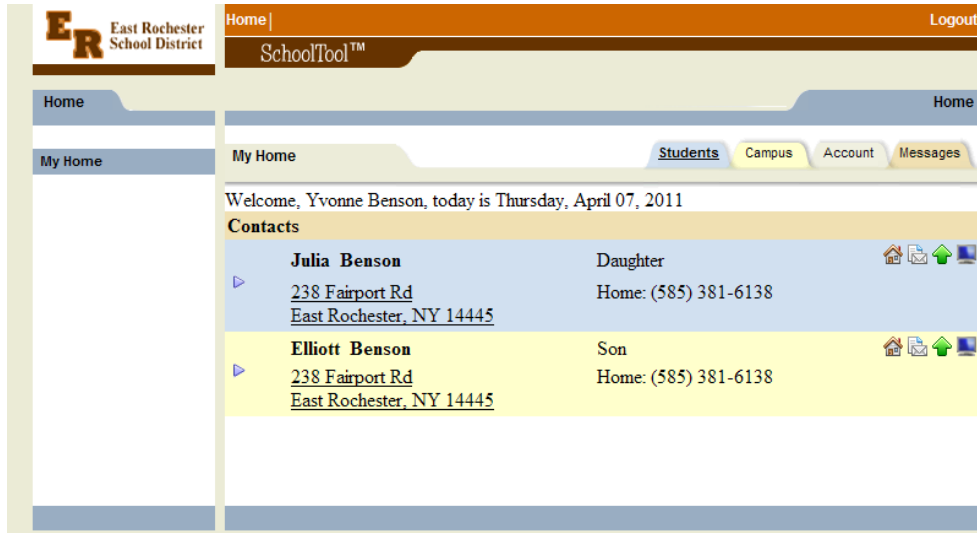 ER East Rochester
School District
Home | Logout
SchoolTool™
Home Home
My Home
My Home Students Campus Account Messages
Welcome, Yvonne Benson, today is Thursday, April 07, 2011
Contacts
Julia Benson Daughter
238 Fairport Rd Home: (585) 381-6138
East Rochester, NY 14445
Elliott Benson Son
238 Fairport Rd Home: (585) 381-6138
East Rochester, NY 14445